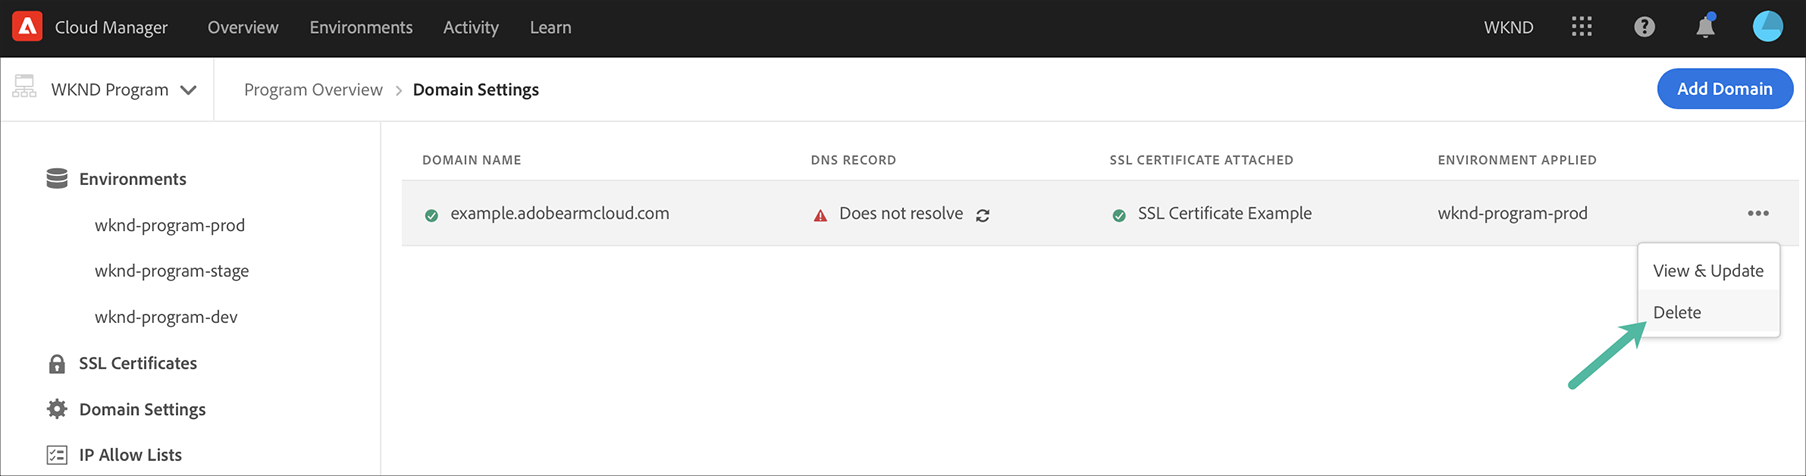 Cloud Manager Overview Environments Activity Learn WKND
WKND Program Program Overview > Domain Settings Add Domain
DOMAIN NAME DNS RECORD SSL CERTIFICATE ATTACHED ENVIRONMENT APPLIED
Environments
example.adobearmcloud.com Does not resolve SSL Certificate Example wknd-program-prod
wknd-program-prod
wknd-program-stage
View & Update
wknd-program-dev
Delete
SSL Certificates
Domain Settings
IP Allow Lists